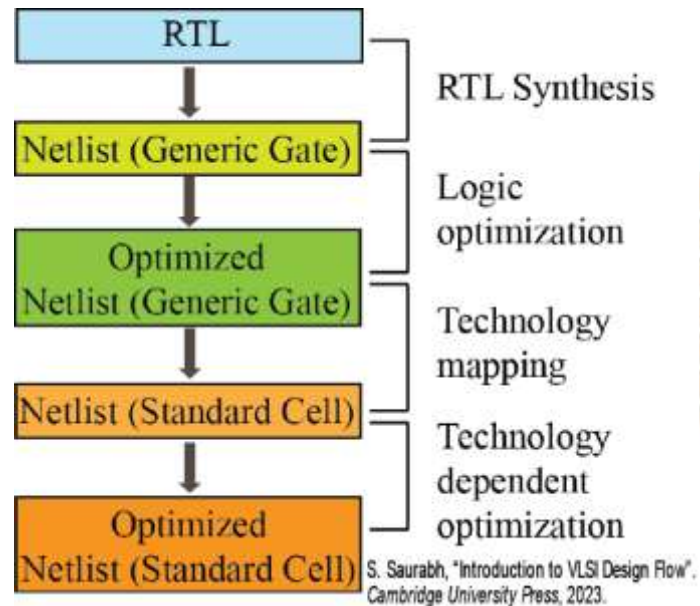 RTL
RTL Synthesis
Netlist (Generic Gate)
Logic
optimization
Optimized
Netlist (Generic Gate)
Technology
mapping
Netlist (Standard Cell)
Technology
dependent
optimization
Optimized
Netlist (Standard Cell)
S. Saurabh, "Introduction to VLSI Design Flow".
Cambridge University Press, 2023.